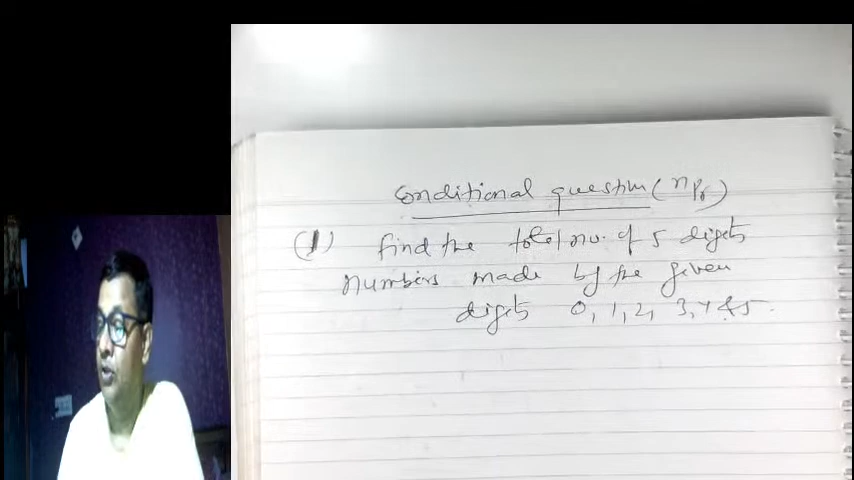 Conditional question (nPr)
(1) find the total no. of 5 digits
numbers made by the given
digits 0, 1, 2, 3, 4 & 5.